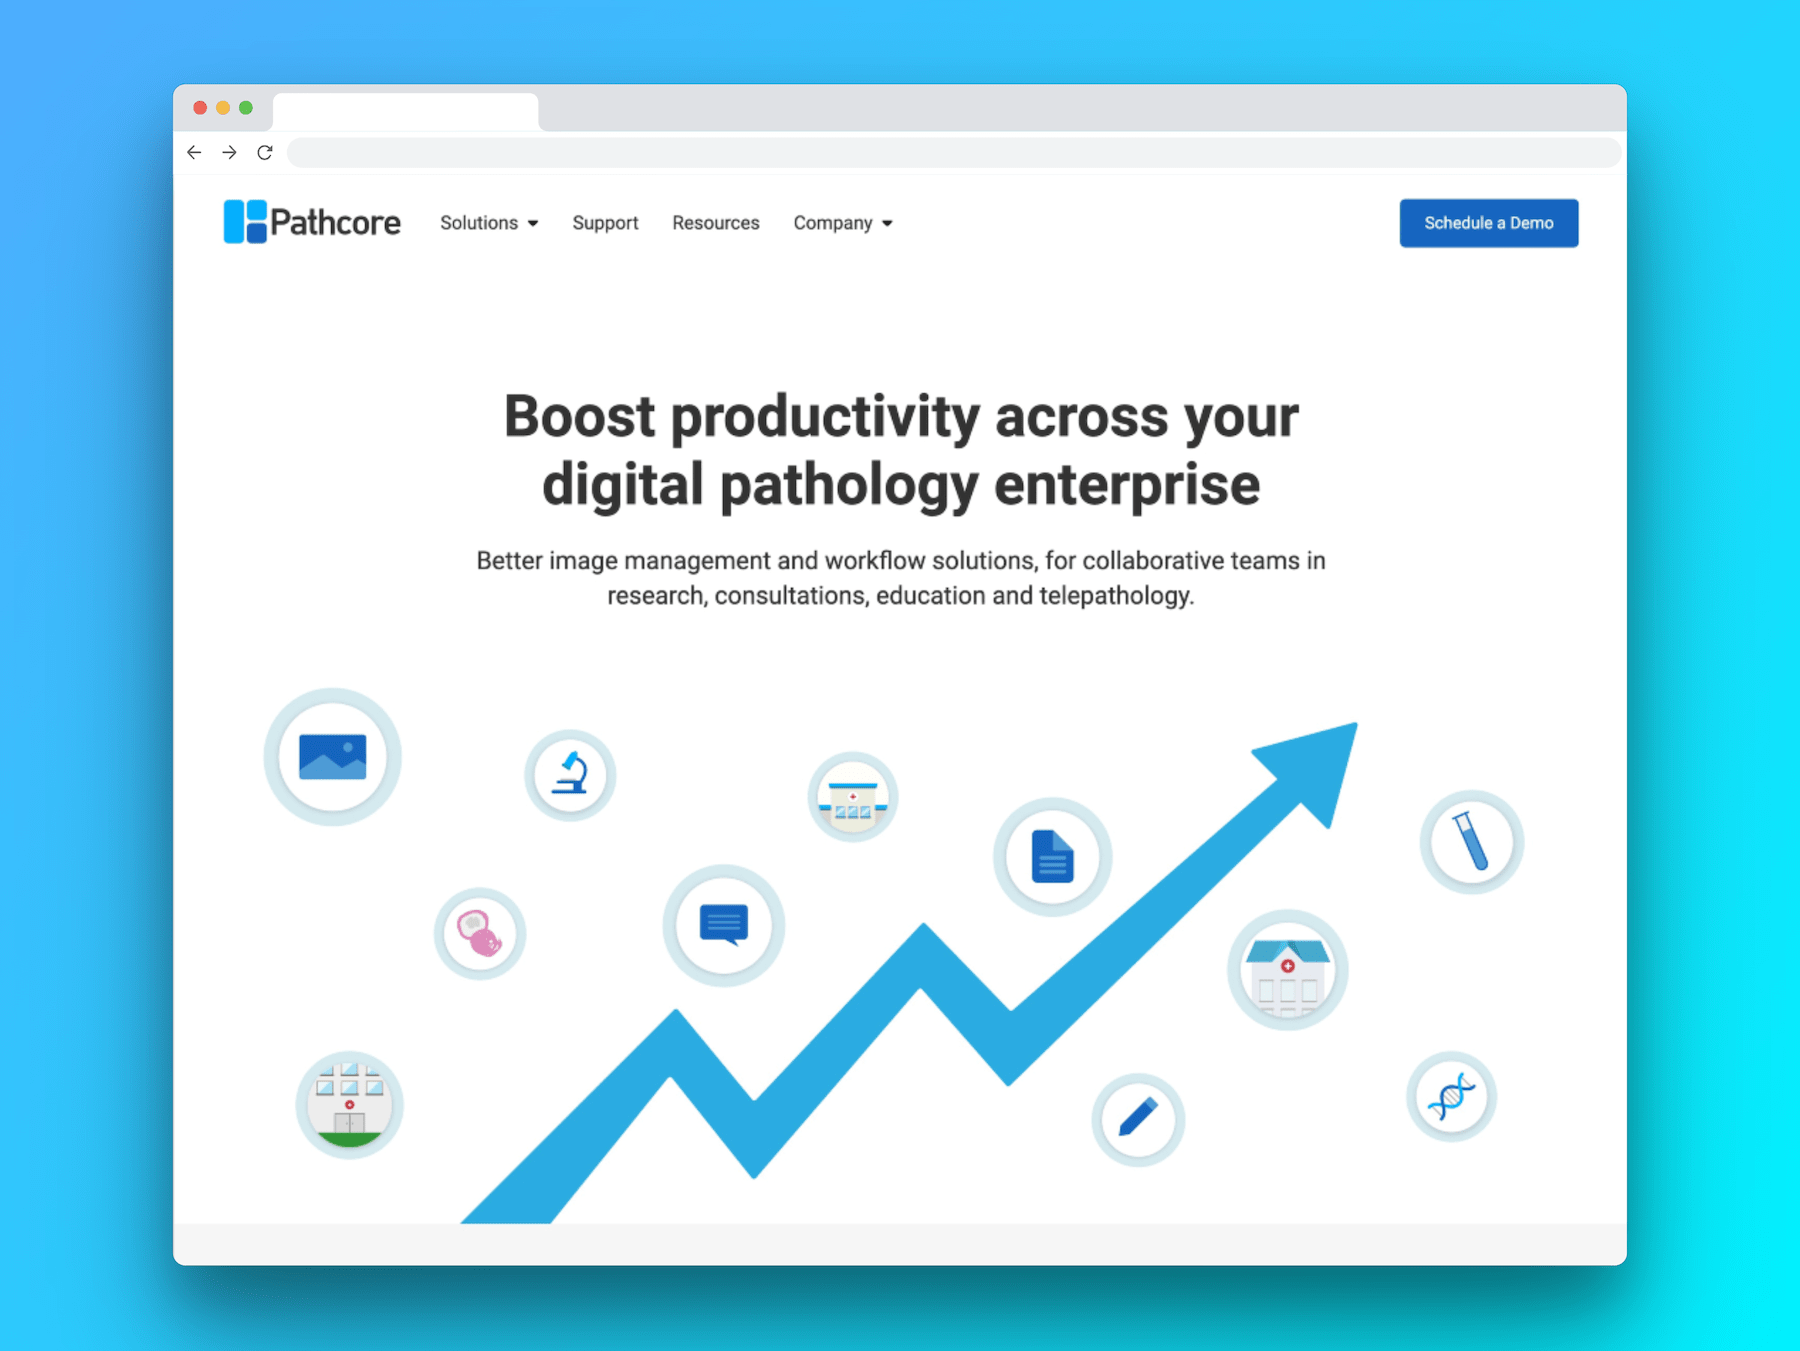 Pathcore
Solutions
Support
Resources
Company
Schedule a Demo
Boost productivity across your
digital pathology enterprise
Better image management and workflow solutions, for collaborative teams in
research, consultations, education and telepathology.